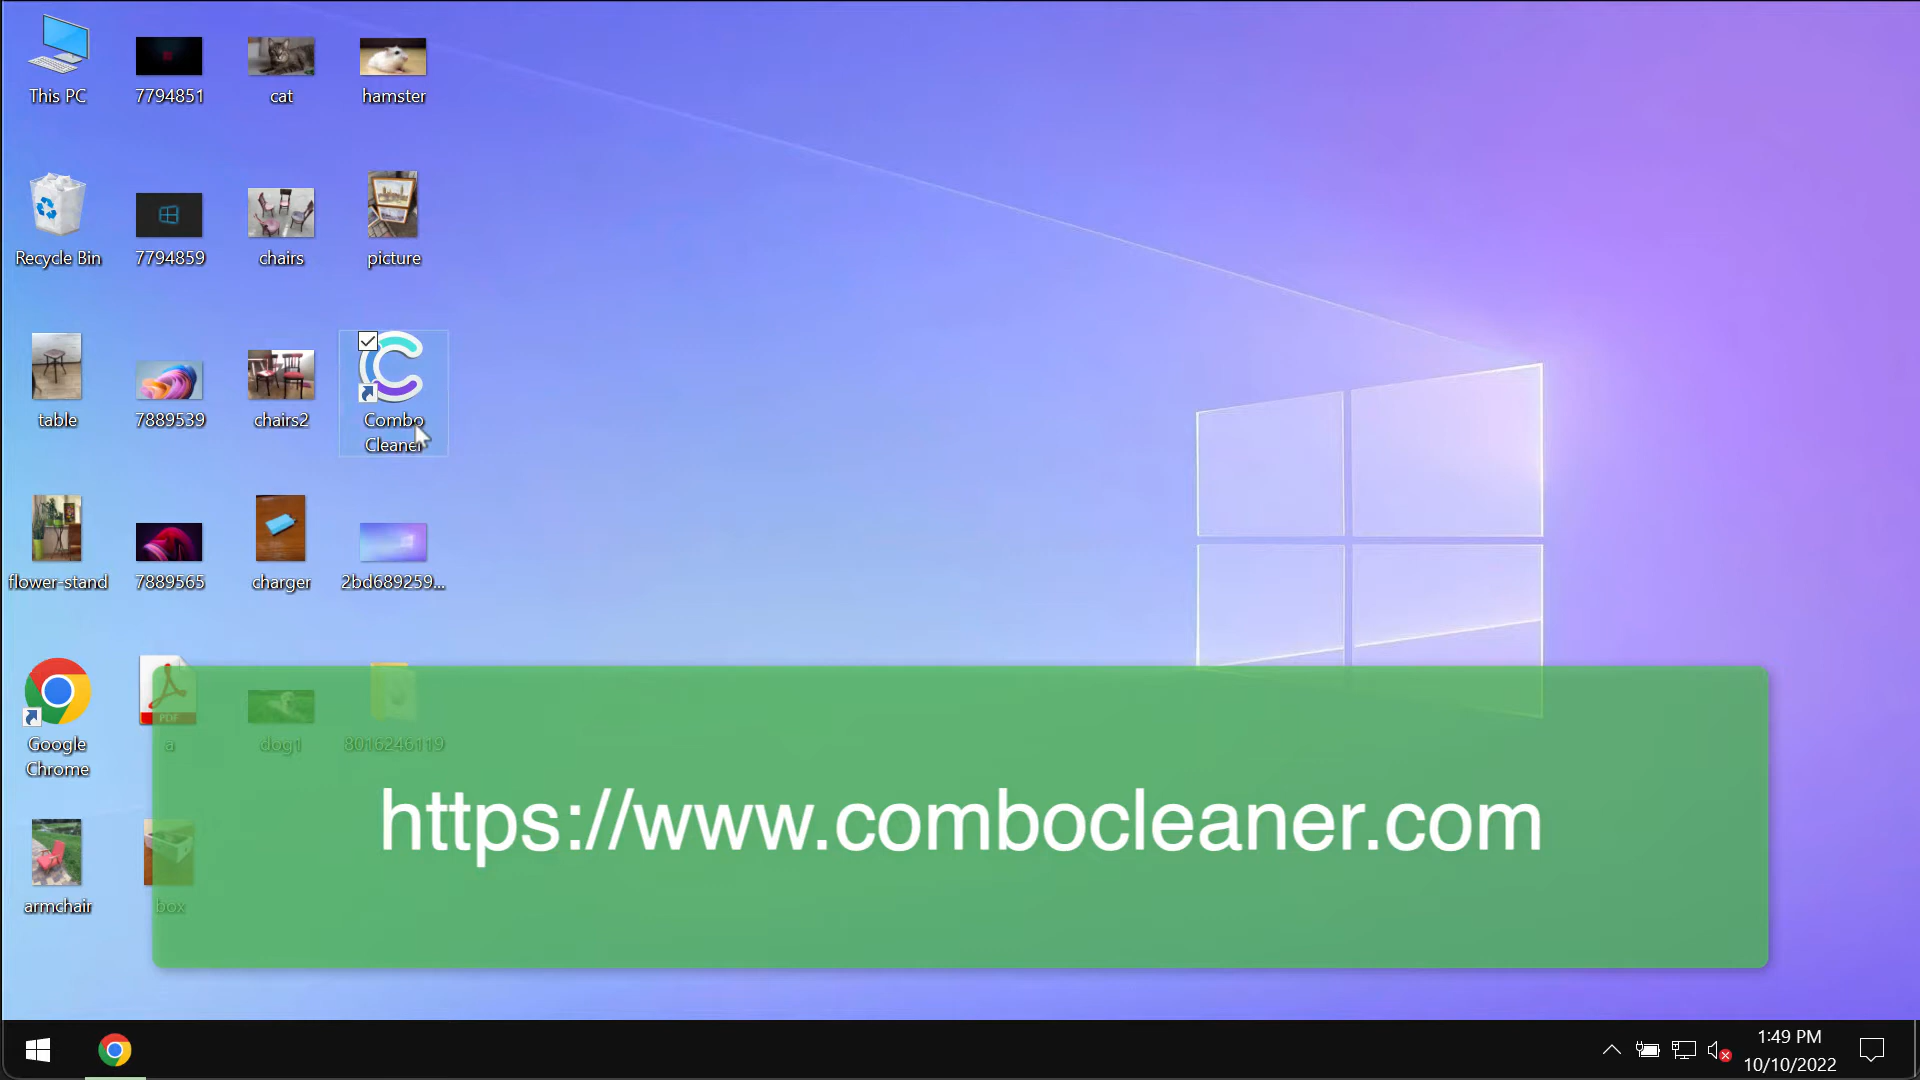 This PC
7794851
cat
hamster
Recycle Bin
7794859
chairs
picture
table
7889539
chairs2
Combo
Cleaner
flower-stand
7889565
charger
2bd689259...
Google
Chrome
PDF
a
dog1
8016246119
https://www.combocleaner.com
armchair
box
1:49 PM
10/10/2022